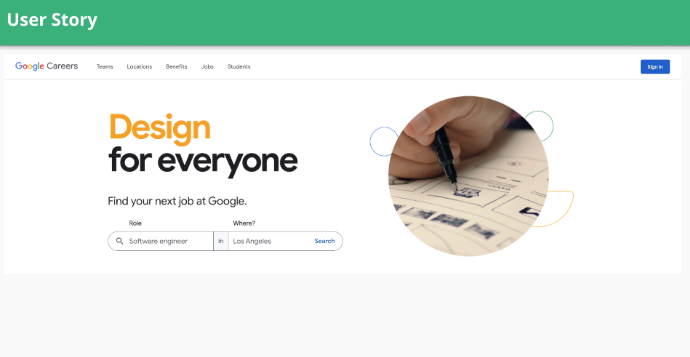 User Story
Google Careers Teams Locations Benefits Jobs Students Sign in
Design
for everyone
Find your next job at Google.
Role Where?
Software engineer in Los Angeles Search